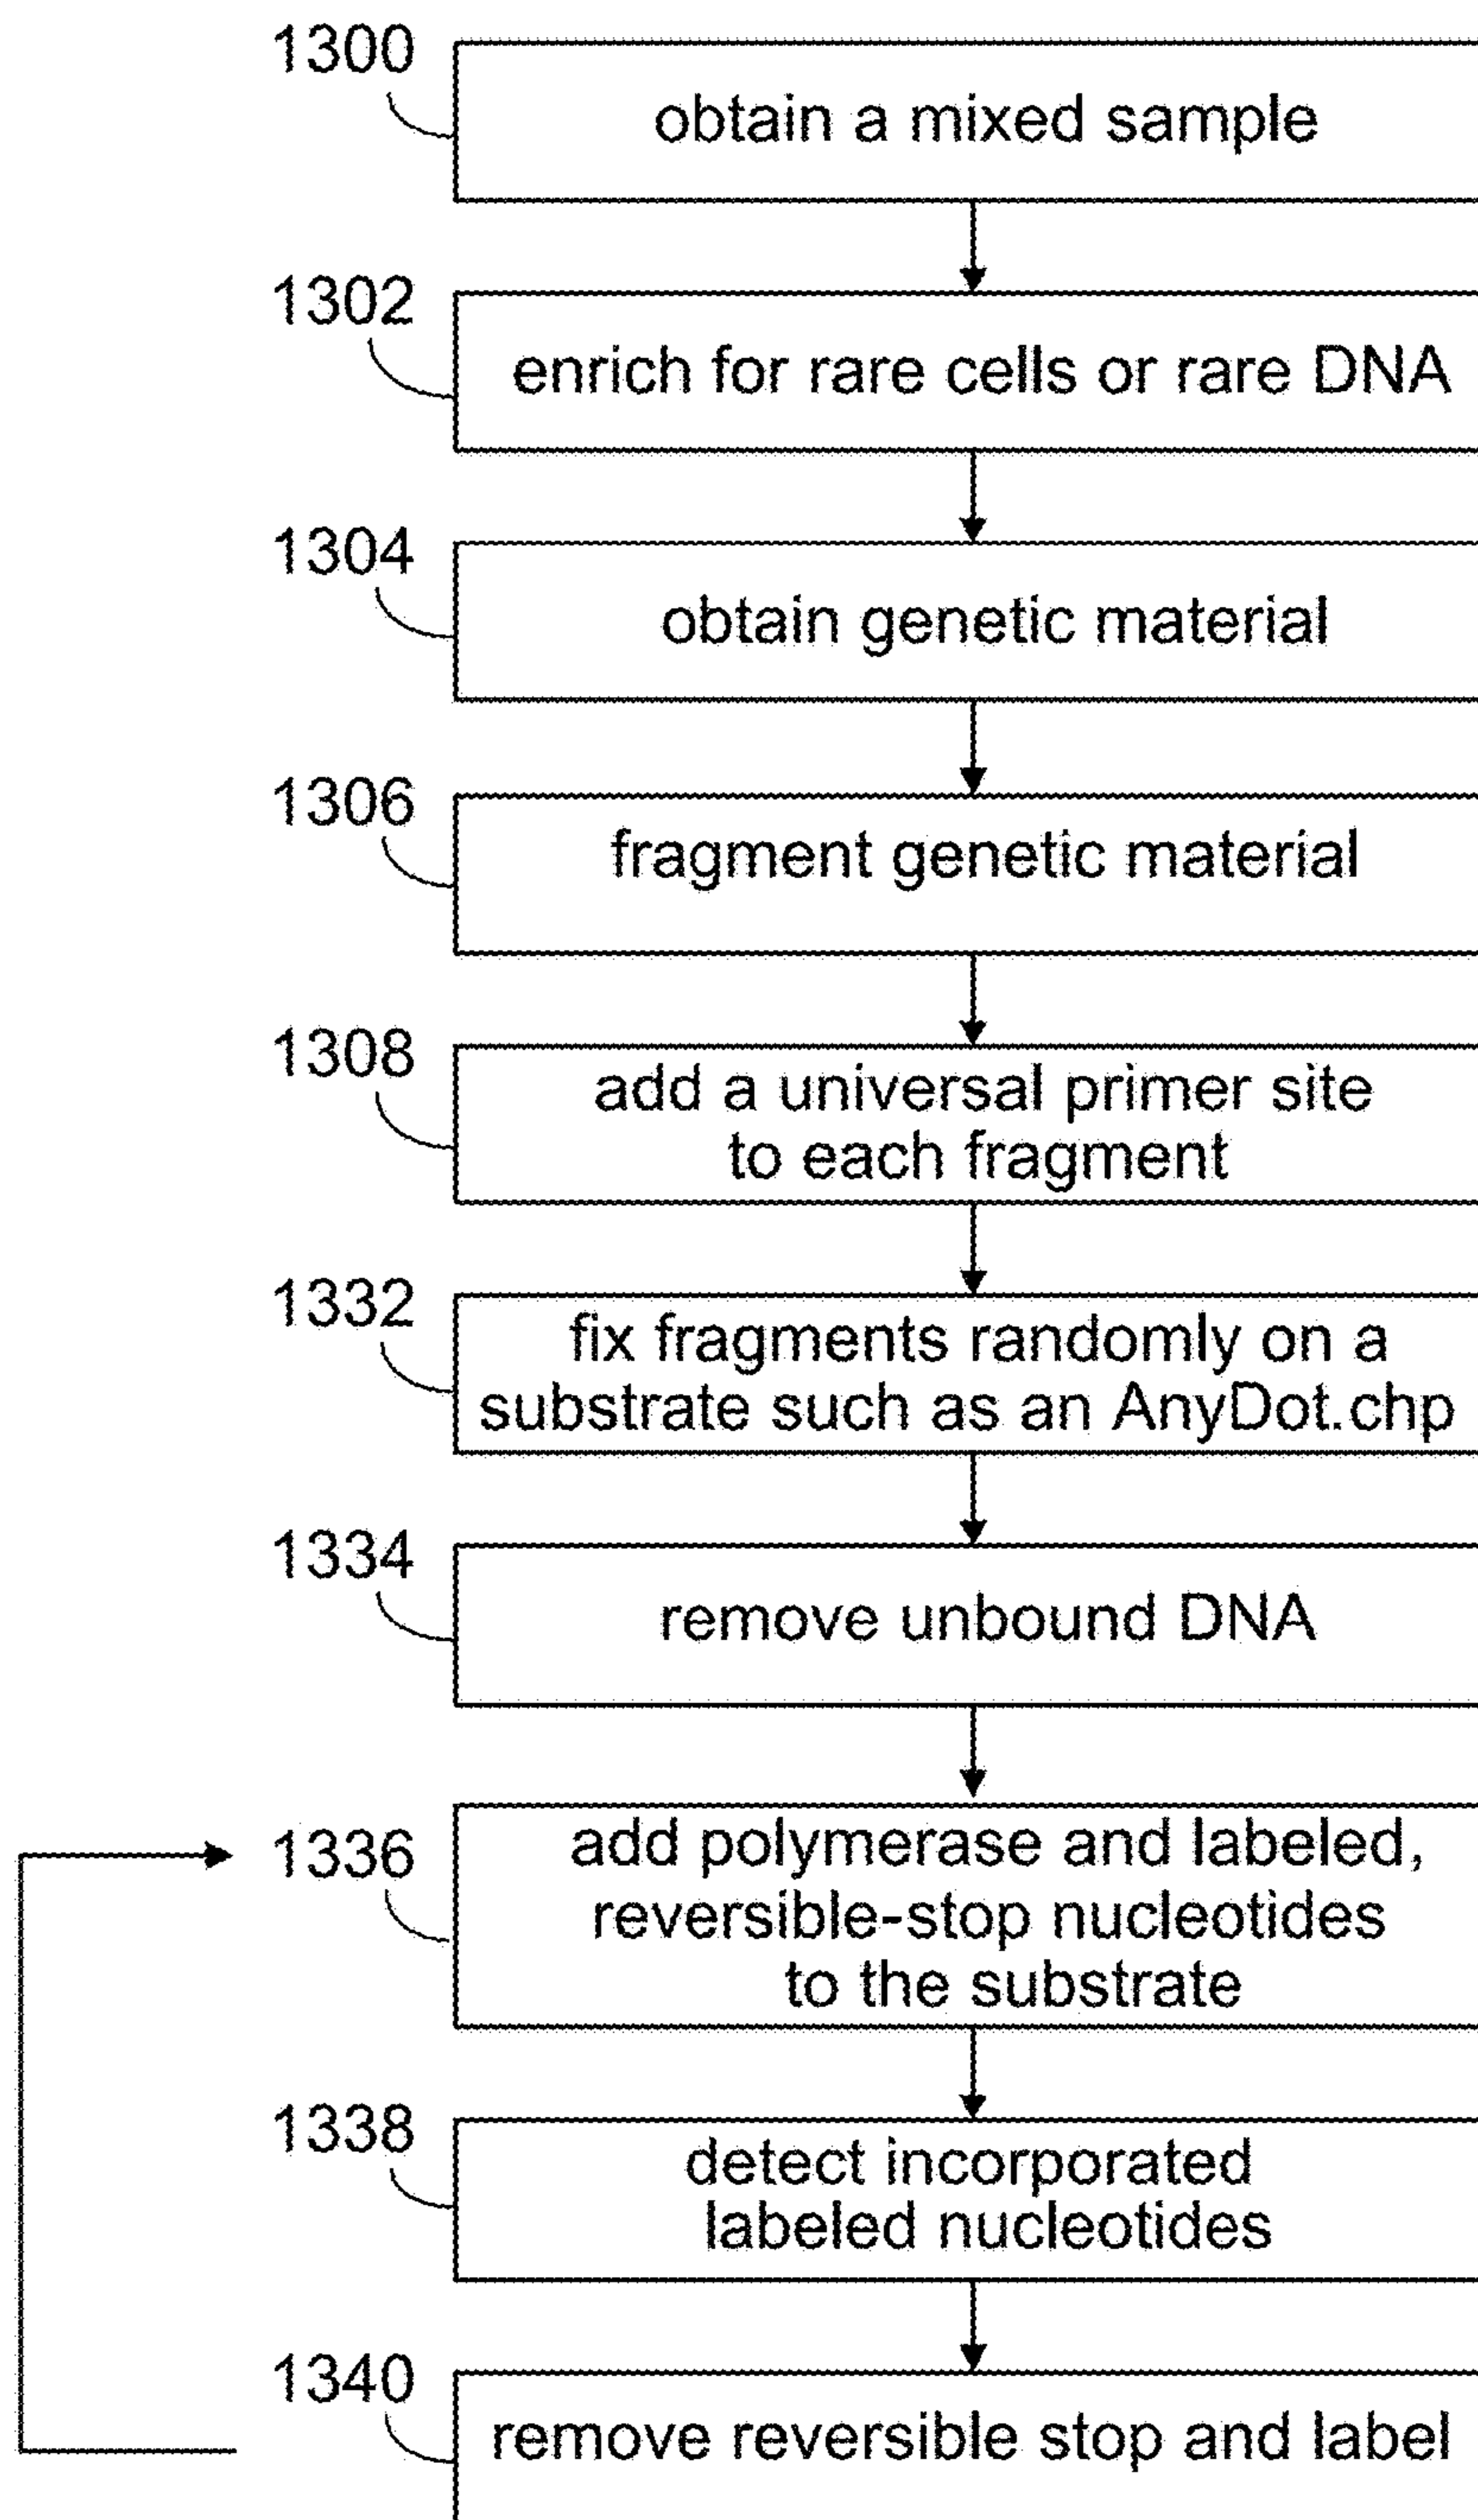 1300
obtain a mixed sample
1302
enrich for rare cells or rare DNA
1304
obtain genetic material
1306
fragment genetic material
1308
add a universal primer site
to each fragment
1332
fix fragments randomly on a
substrate such as an AnyDot.chp
1334
remove unbound DNA
1336
add polymerase and labeled,
reversible-stop nucleotides
to the substrate
1338
detect incorporated
labeled nucleotides
1340
remove reversible stop and label